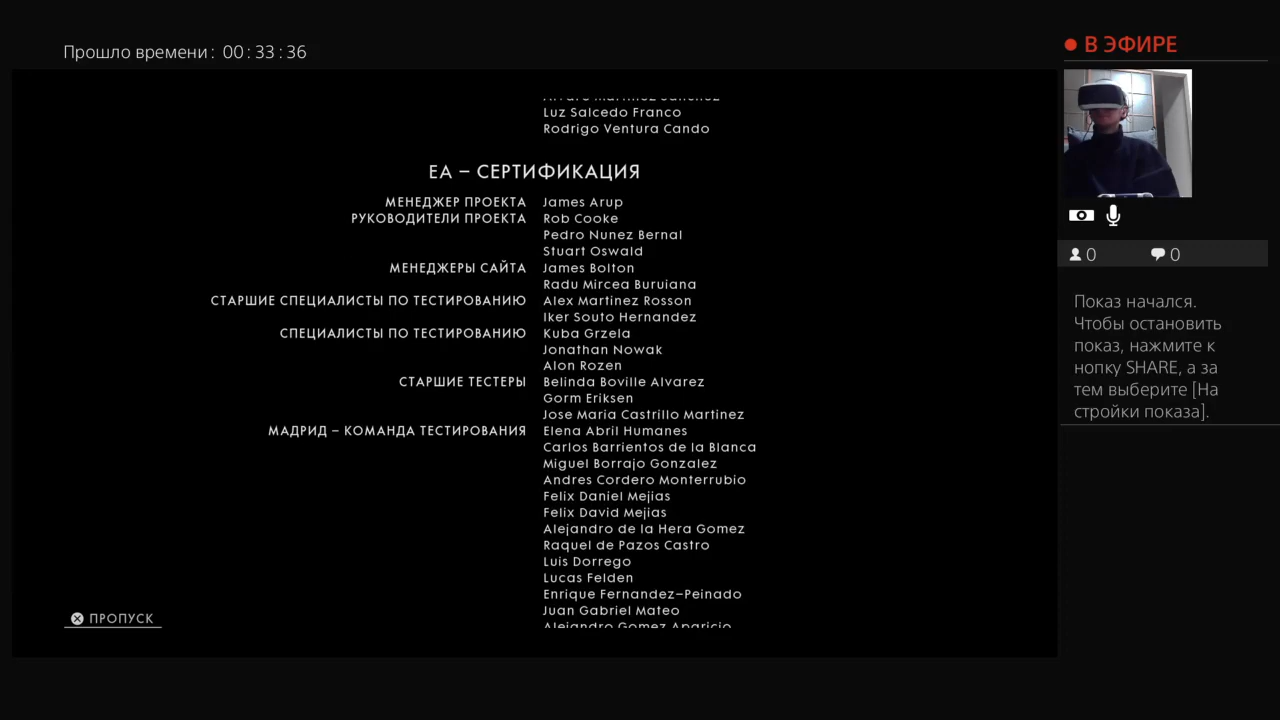 Прошло времени: 00:33:36
В ЭФИРЕ
Luz Salcedo Franco
Rodrigo Ventura Cando
EA – СЕРТИФИКАЦИЯ
МЕНЕДЖЕР ПРОЕКТА James Arup
РУКОВОДИТЕЛИ ПРОЕКТА Rob Cooke
Pedro Nunez Bernal
Stuart Oswald
МЕНЕДЖЕРЫ САЙТА James Bolton
Radu Mircea Buruiana
СТАРШИЕ СПЕЦИАЛИСТЫ ПО ТЕСТИРОВАНИЮ Alex Martinez Rosson
Iker Souto Hernandez
СПЕЦИАЛИСТЫ ПО ТЕСТИРОВАНИЮ Kuba Grzela
Jonathan Nowak
Alon Rozen
СТАРШИЕ ТЕСТЕРЫ Belinda Boville Alvarez
Gorm Eriksen
Jose Maria Castrillo Martinez
МАДРИД – КОМАНДА ТЕСТИРОВАНИЯ Elena Abril Humanes
Carlos Barrientos de la Blanca
Miguel Borrajo Gonzalez
Andres Cordero Monterrubio
Felix Daniel Mejias
Felix David Mejias
Alejandro de la Hera Gomez
Raquel de Pazos Castro
Luis Dorrego
Lucas Felden
Enrique Fernandez-Peinado
Juan Gabriel Mateo
Alejandro Gomez Aparicio
ПРОПУСК
0 0
Показ начался.
Чтобы остановить
показ, нажмите к
нопку SHARE, а за
тем выберите [На
стройки показа].